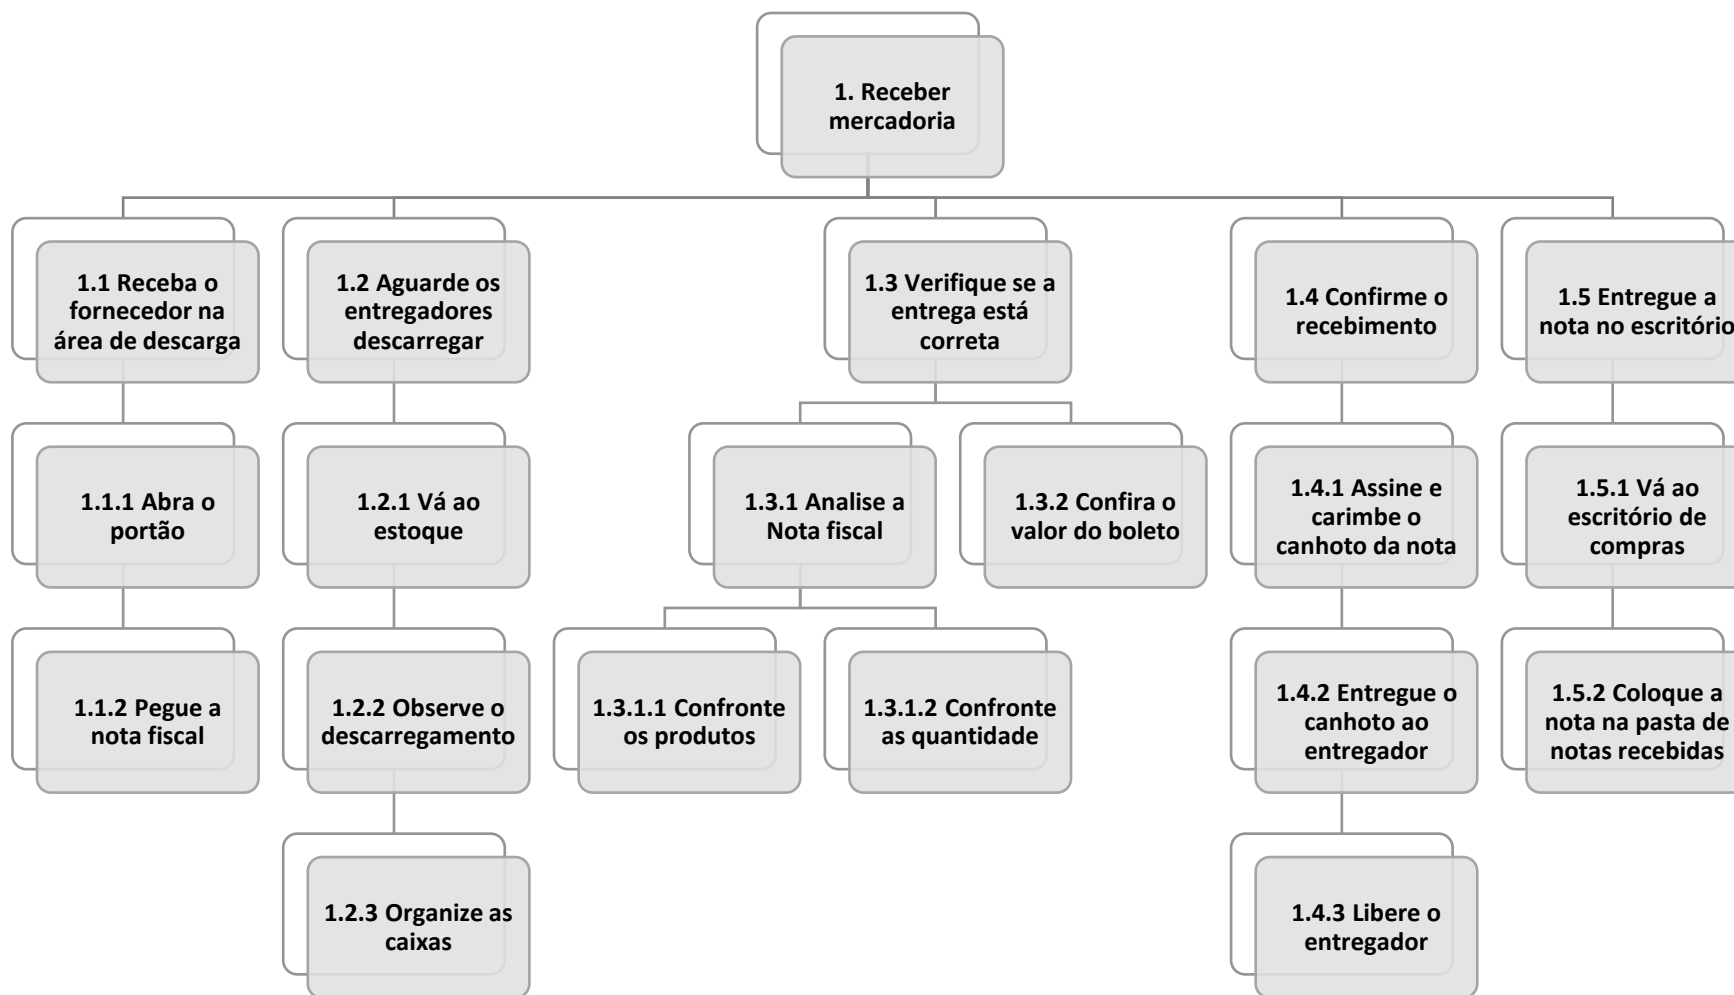 1. Receber
mercadoria
1.1 Receba o
fornecedor na
área de descarga
1.2 Aguarde os
entregadores
descarregar
1.3 Verifique se a
entrega está
correta
1.4 Confirme o
recebimento
1.5 Entregue a
nota no escritório
1.1.1 Abra o
portão
1.2.1 Vá ao
estoque
1.3.1 Analise a
Nota fiscal
1.3.2 Confira o
valor do boleto
1.4.1 Assine e
carimbe o
canhoto da nota
1.5.1 Vá ao
escritório de
compras
1.1.2 Pegue a
nota fiscal
1.2.2 Observe o
descarregamento
1.3.1.1 Confronte
os produtos
1.3.1.2 Confronte
as quantidade
1.4.2 Entregue o
canhoto ao
entregador
1.5.2 Coloque a
nota na pasta de
notas recebidas
1.2.3 Organize as
caixas
1.4.3 Libere o
entregador